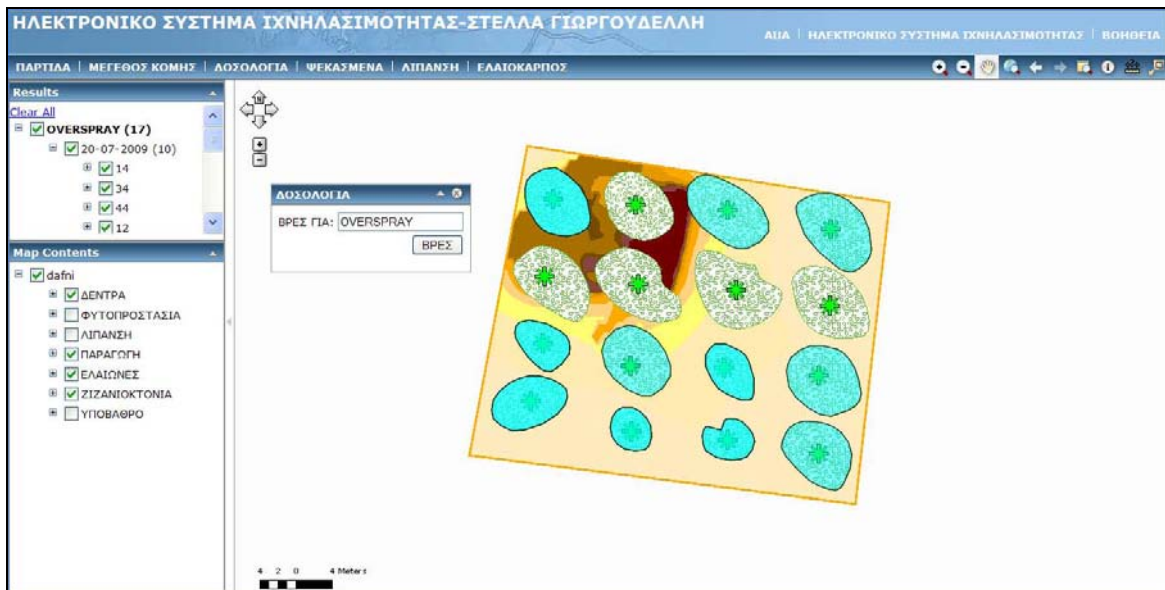 ΗΛΕΚΤΡΟΝΙΚΟ ΣΥΣΤΗΜΑ ΙΧΝΗΛΑΣΙΜΟΤΗΤΑΣ-ΣΤΕΛΛΑ ΓΙΩΡΓΟΥΔΕΛΛΗ
AUA | ΗΛΕΚΤΡΟΝΙΚΟ ΣΥΣΤΗΜΑ ΙΧΝΗΛΑΣΙΜΟΤΗΤΑΣ | ΒΟΗΘΕΙΑ
ΠΑΡΤΙΔΑ | ΜΕΓΕΘΟΣ ΚΟΜΗΣ | ΔΟΣΟΛΟΓΙΑ | ΨΕΚΑΣΜΕΝΑ | ΛΙΠΑΝΣΗ | ΕΛΑΙΟΚΑΡΠΟΣ
Results
Clear All
OVERSPRAY (17)
20-07-2009 (10)
14
34
44
12
Map Contents
dafni
ΔΕΝΤΡΑ
ΦΥΤΟΠΡΟΣΤΑΣΙΑ
ΛΙΠΑΝΣΗ
ΠΑΡΑΓΩΓΗ
ΕΛΑΙΩΝΕΣ
ΖΙΖΑΝΙΟΚΤΟΝΙΑ
ΥΠΟΒΑΘΡΟ
N
ΔΟΣΟΛΟΓΙΑ
ΒΡΕΣ ΓΙΑ: OVERSPRAY
ΒΡΕΣ
4 2 0 4 Meters